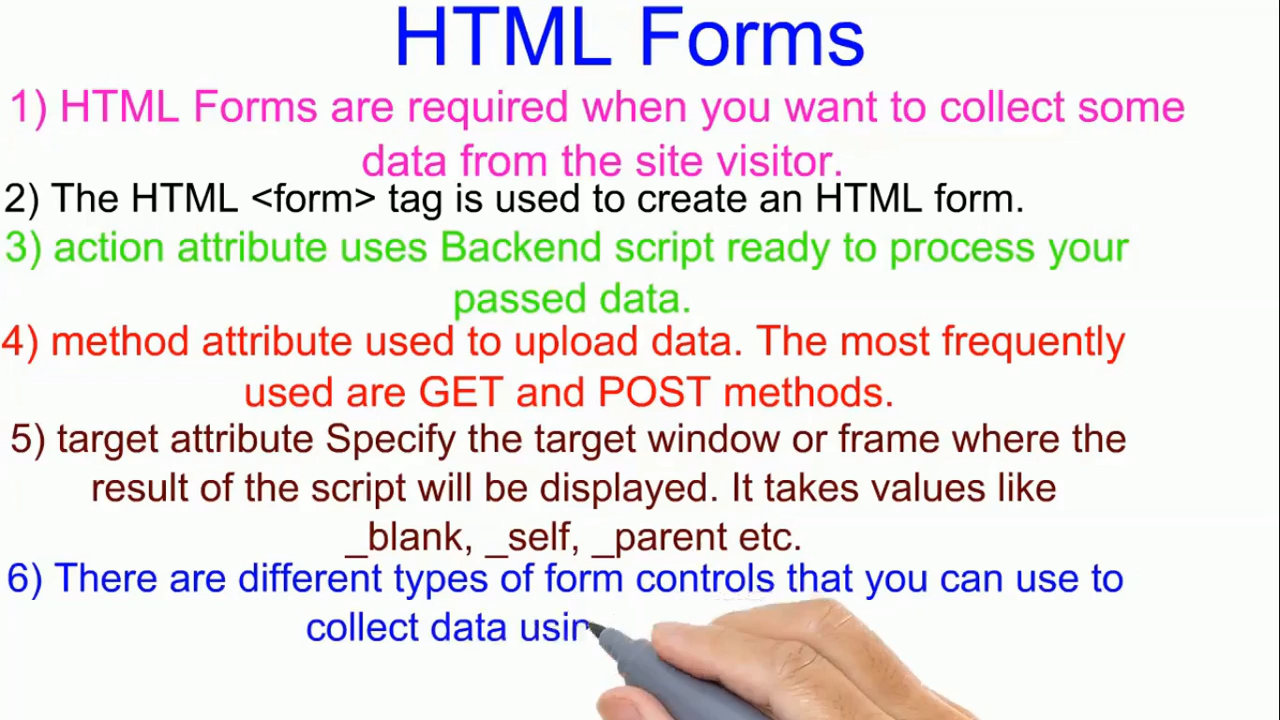 HTML Forms
1) HTML Forms are required when you want to collect some
data from the site visitor.
2) The HTML <form> tag is used to create an HTML form.
3) action attribute uses Backend script ready to process your
passed data.
4) method attribute used to upload data. The most frequently
used are GET and POST methods.
5) target attribute Specify the target window or frame where the
result of the script will be displayed. It takes values like
_blank, _self, _parent etc.
6) There are different types of form controls that you can use to
collect data usin